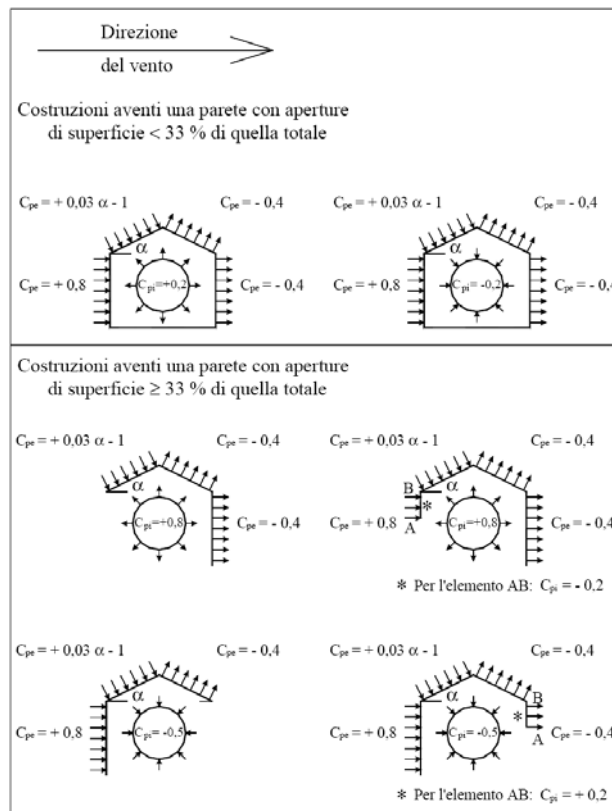 Direzione
del vento
Costruzioni aventi una parete con aperture
di superficie < 33 % di quella totale
Cpe = + 0,03 α - 1
Cpe = - 0,4
Cpe = + 0,03 α - 1
Cpe = - 0,4
α
α
Cpe = + 0,8
Cpi=+0,2
Cpe = - 0,4
Cpe = + 0,8
Cpi= -0,2
Cpe = - 0,4
Costruzioni aventi una parete con aperture
di superficie ≥ 33 % di quella totale
Cpe = + 0,03 α - 1
Cpe = - 0,4
Cpe = + 0,03 α - 1
Cpe = - 0,4
α
B
α
*
Cpi=+0,8
Cpe = - 0,4
Cpe = + 0,8
A
Cpi=+0,8
* Per l'elemento AB: Cpi = - 0,2
Cpe = + 0,03 α - 1
Cpe = - 0,4
Cpe = + 0,03 α - 1
Cpe = - 0,4
α
α
B
*
Cpe = + 0,8
Cpi= -0,5
Cpe = + 0,8
Cpi= -0,5
A
Cpe = - 0,4
* Per l'elemento AB: Cpi = + 0,2